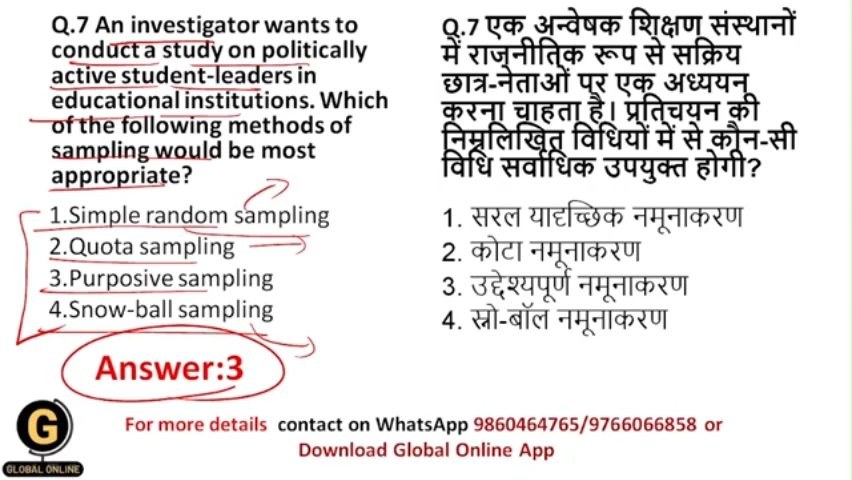 Q.7 An investigator wants to
conduct a study on politically
active student-leaders in
educational institutions. Which
of the following methods of
sampling would be most
appropriate?
1.Simple random sampling
2.Quota sampling
3.Purposive sampling
4.Snow-ball sampling
Answer:3
Q.7 एक अन्वेषक शिक्षण संस्थानों
में राजनीतिक रूप से सक्रिय
छात्र-नेताओं पर एक अध्ययन
करना चाहता है। प्रतिचयन की
निम्नलिखित विधियों में से कौन-सी
विधि सर्वाधिक उपयुक्त होगी?
1. सरल यादृच्छिक नमूनाकरण
2. कोटा नमूनाकरण
3. उद्देश्यपूर्ण नमूनाकरण
4. स्नो-बॉल नमूनाकरण
G
GLOBAL ONLINE
For more details contact on WhatsApp 9860464765/9766066858 or
Download Global Online App